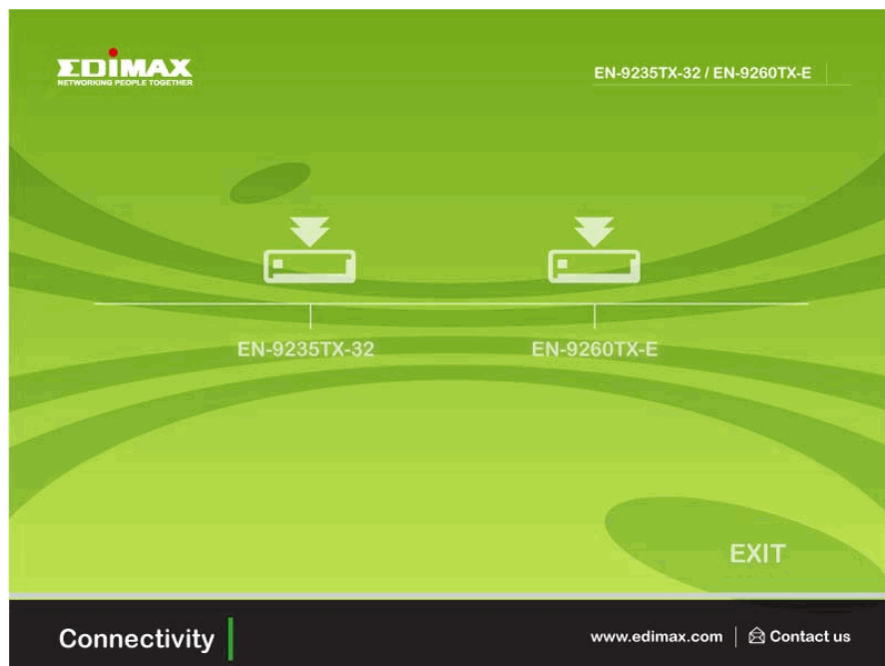 EDIMAX
NETWORKING PEOPLE TOGETHER
EN-9235TX-32 / EN-9260TX-E
EN-9235TX-32
EN-9260TX-E
EXIT
Connectivity
www.edimax.com
Contact us